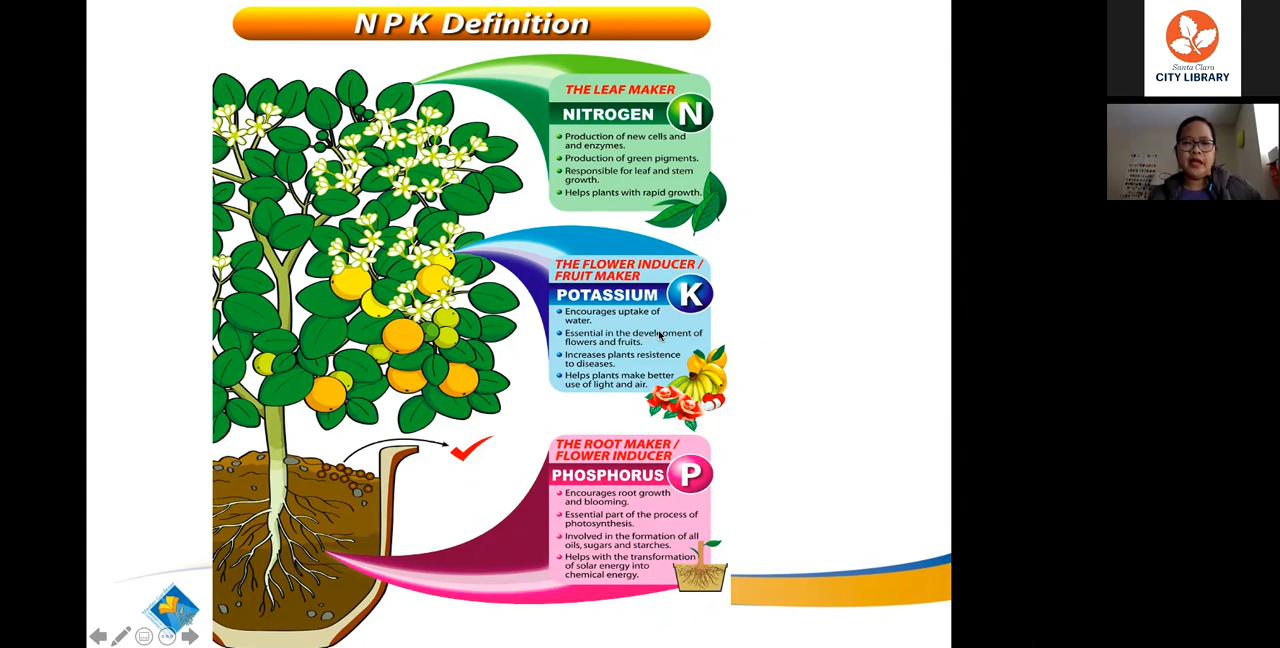 N P K Definition
THE LEAF MAKER
NITROGEN N
Production of new cells and
and enzymes.
Production of green pigments.
Responsible for leaf and stem
growth.
Helps plants with rapid growth.
THE FLOWER INDUCER /
FRUIT MAKER
POTASSIUM K
Encourages uptake of
water.
Essential in the development of
flowers and fruits.
Increases plants resistence
to diseases.
Helps plants make better
use of light and air.
THE ROOT MAKER /
FLOWER INDUCER
PHOSPHORUS P
Encourages root growth
and blooming.
Essential part of the process of
photosynthesis.
Involved in the formation of all
oils, sugars and starches.
Helps with the transformation
of solar energy into
chemical energy.
Santa Clara
CITY LIBRARY